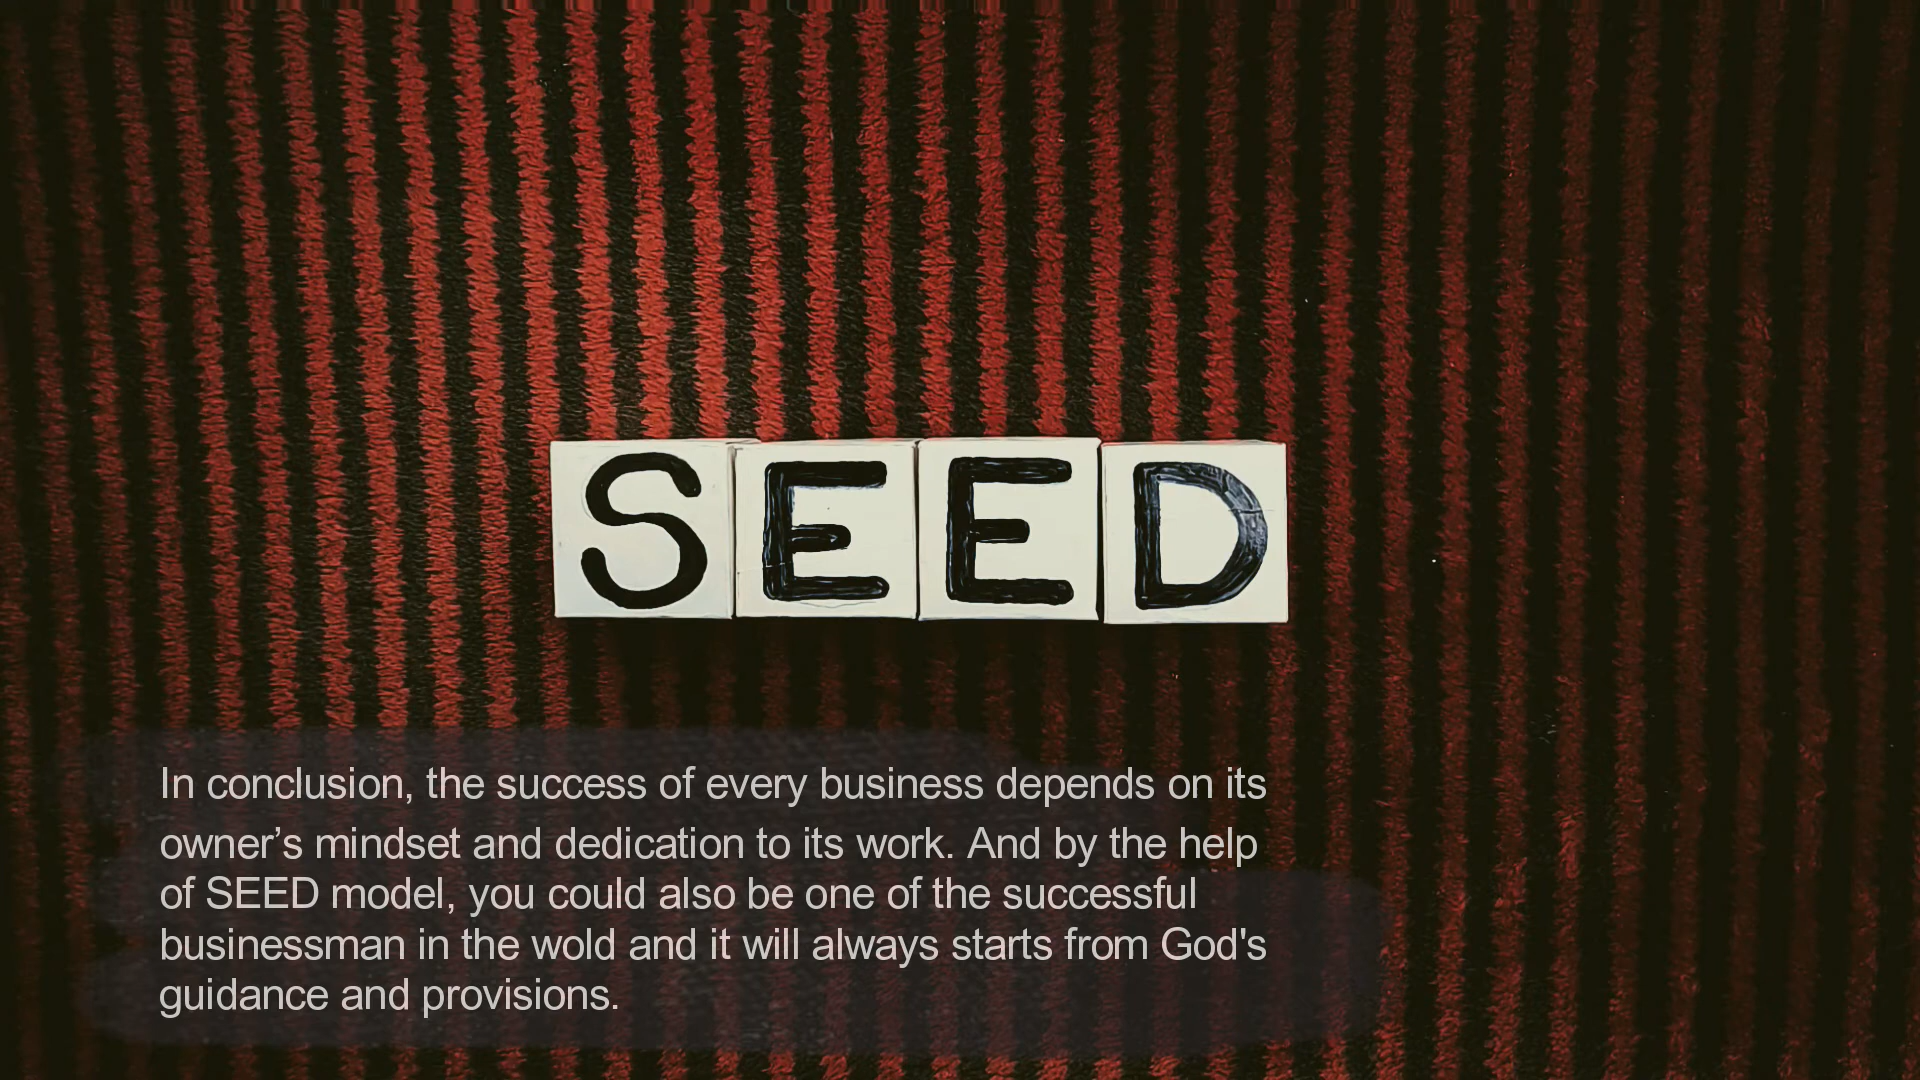 SEED
In conclusion, the success of every business depends on its
owner’s mindset and dedication to its work. And by the help
of SEED model, you could also be one of the successful
businessman in the wold and it will always starts from God's
guidance and provisions.